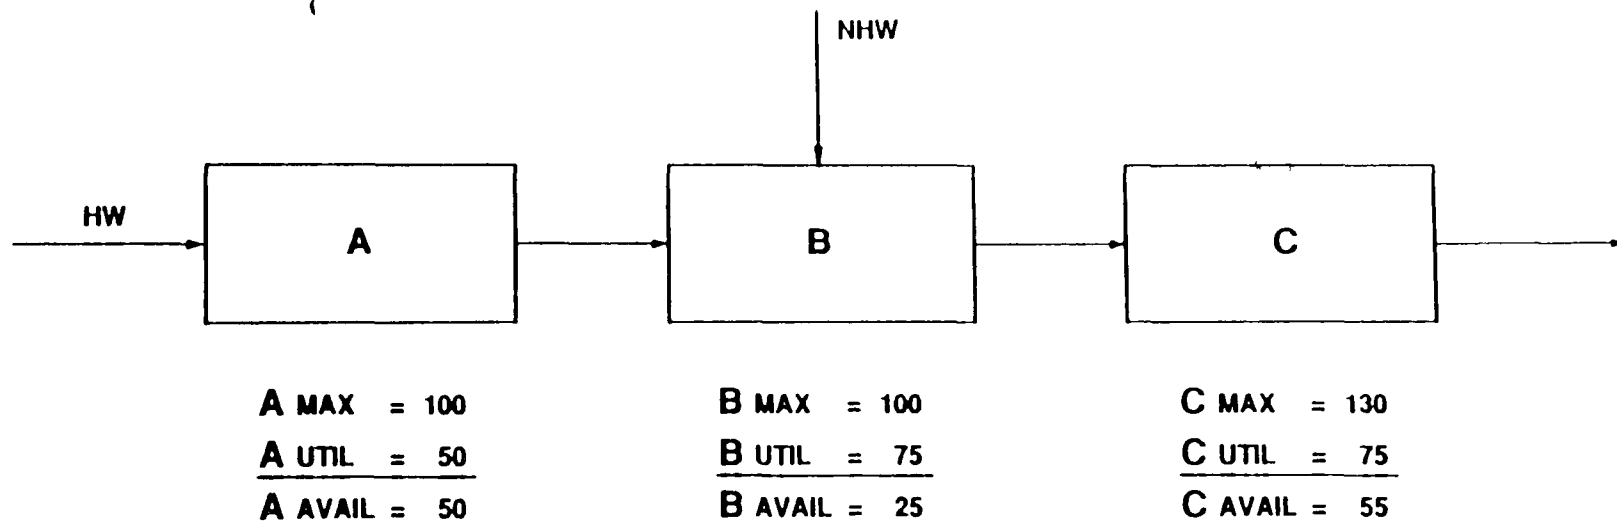 NHW
HW
A
B
C
A MAX = 100
A UTIL = 50
A AVAIL = 50
B MAX = 100
B UTIL = 75
B AVAIL = 25
C MAX = 130
C UTIL = 75
C AVAIL = 55